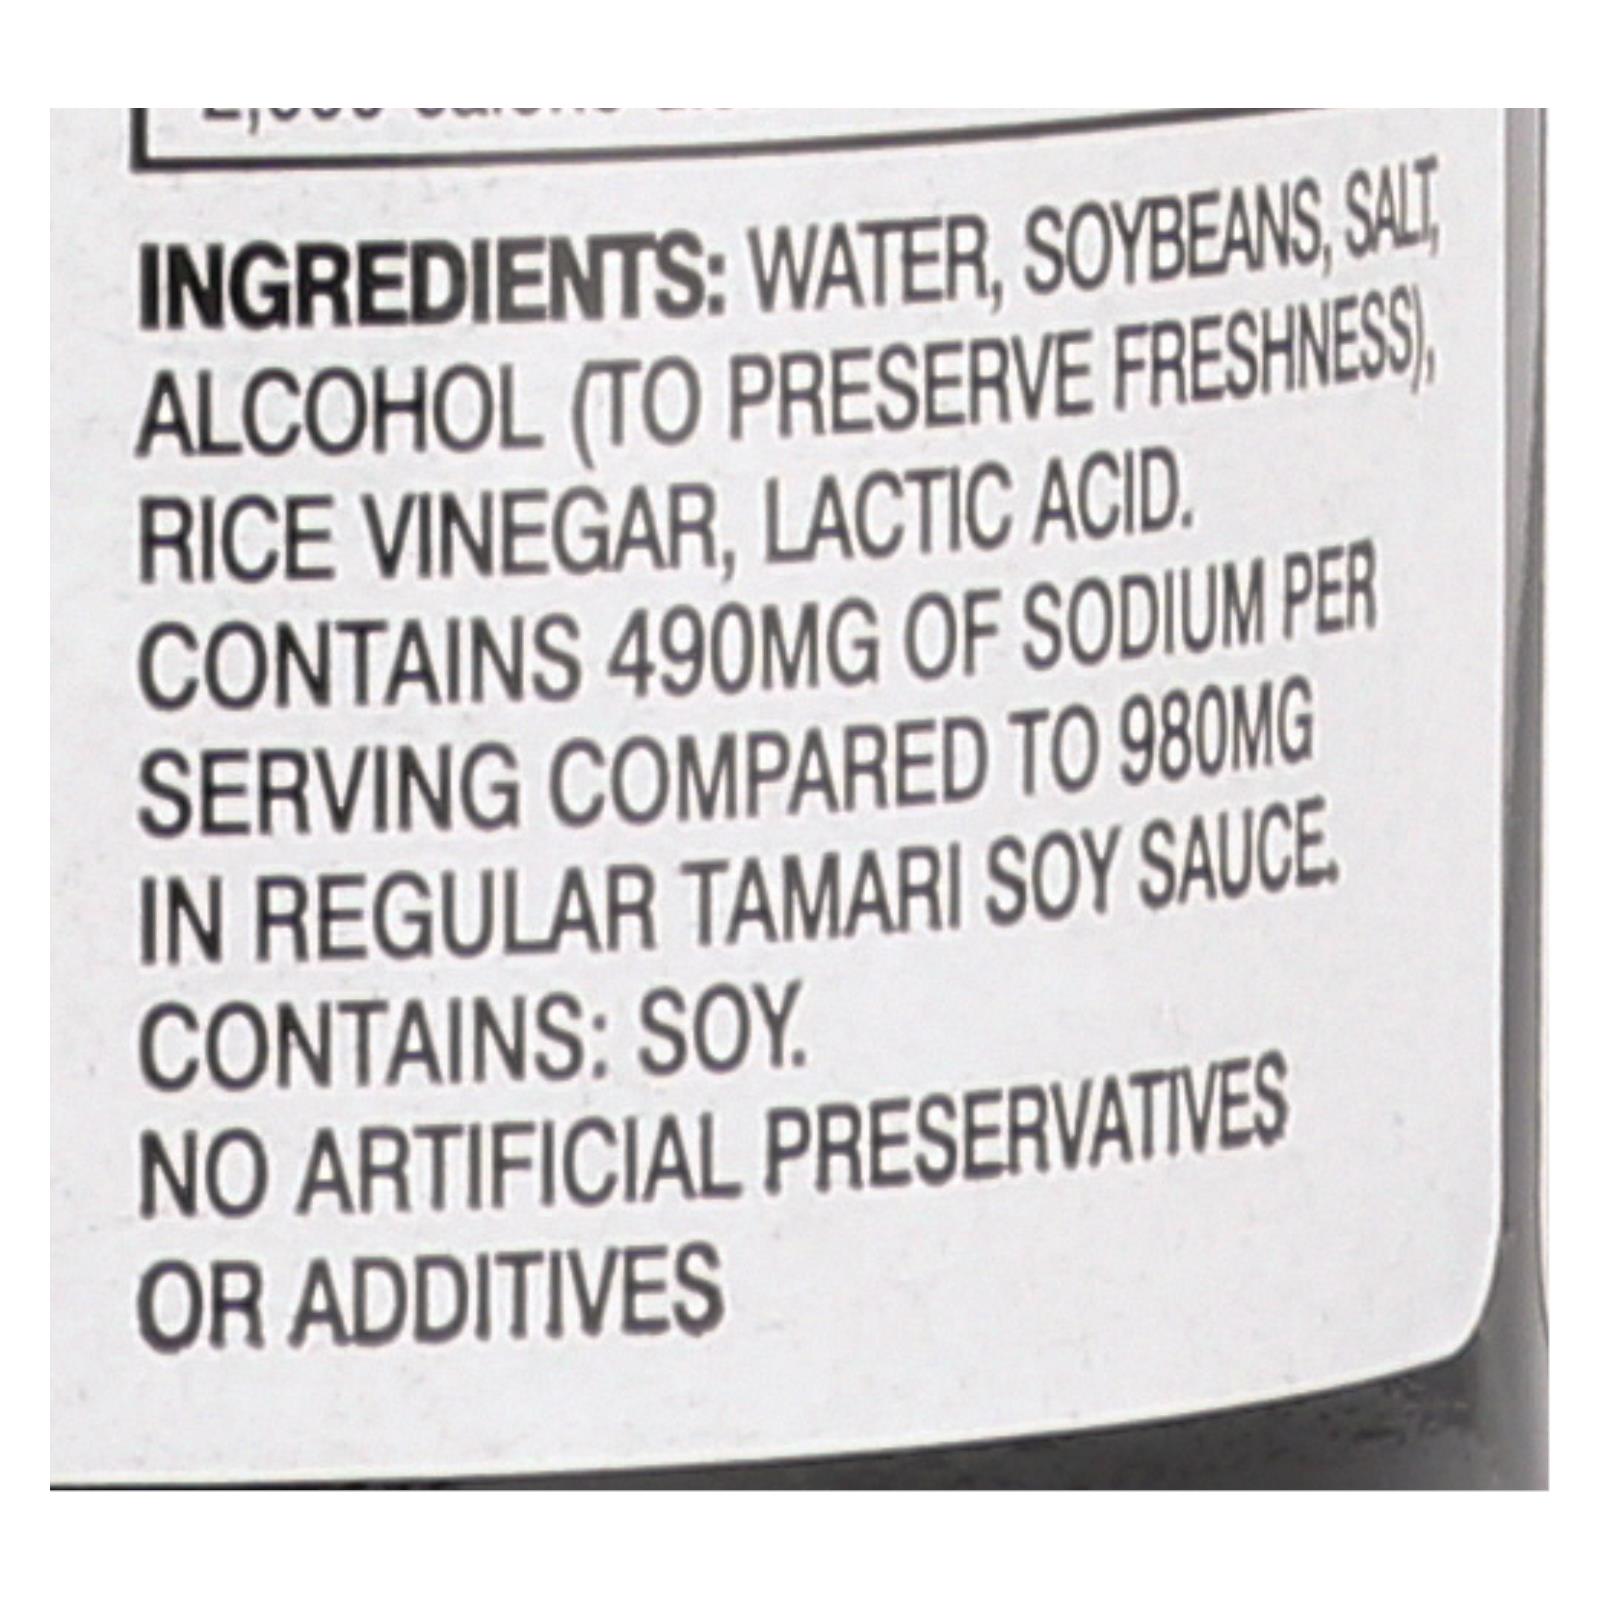 INGREDIENTS: WATER, SOYBEANS, SALT,
ALCOHOL (TO PRESERVE FRESHNESS),
RICE VINEGAR, LACTIC ACID.
CONTAINS 490MG OF SODIUM PER
SERVING COMPARED TO 980MG
IN REGULAR TAMARI SOY SAUCE.
CONTAINS: SOY.
NO ARTIFICIAL PRESERVATIVES
OR ADDITIVES